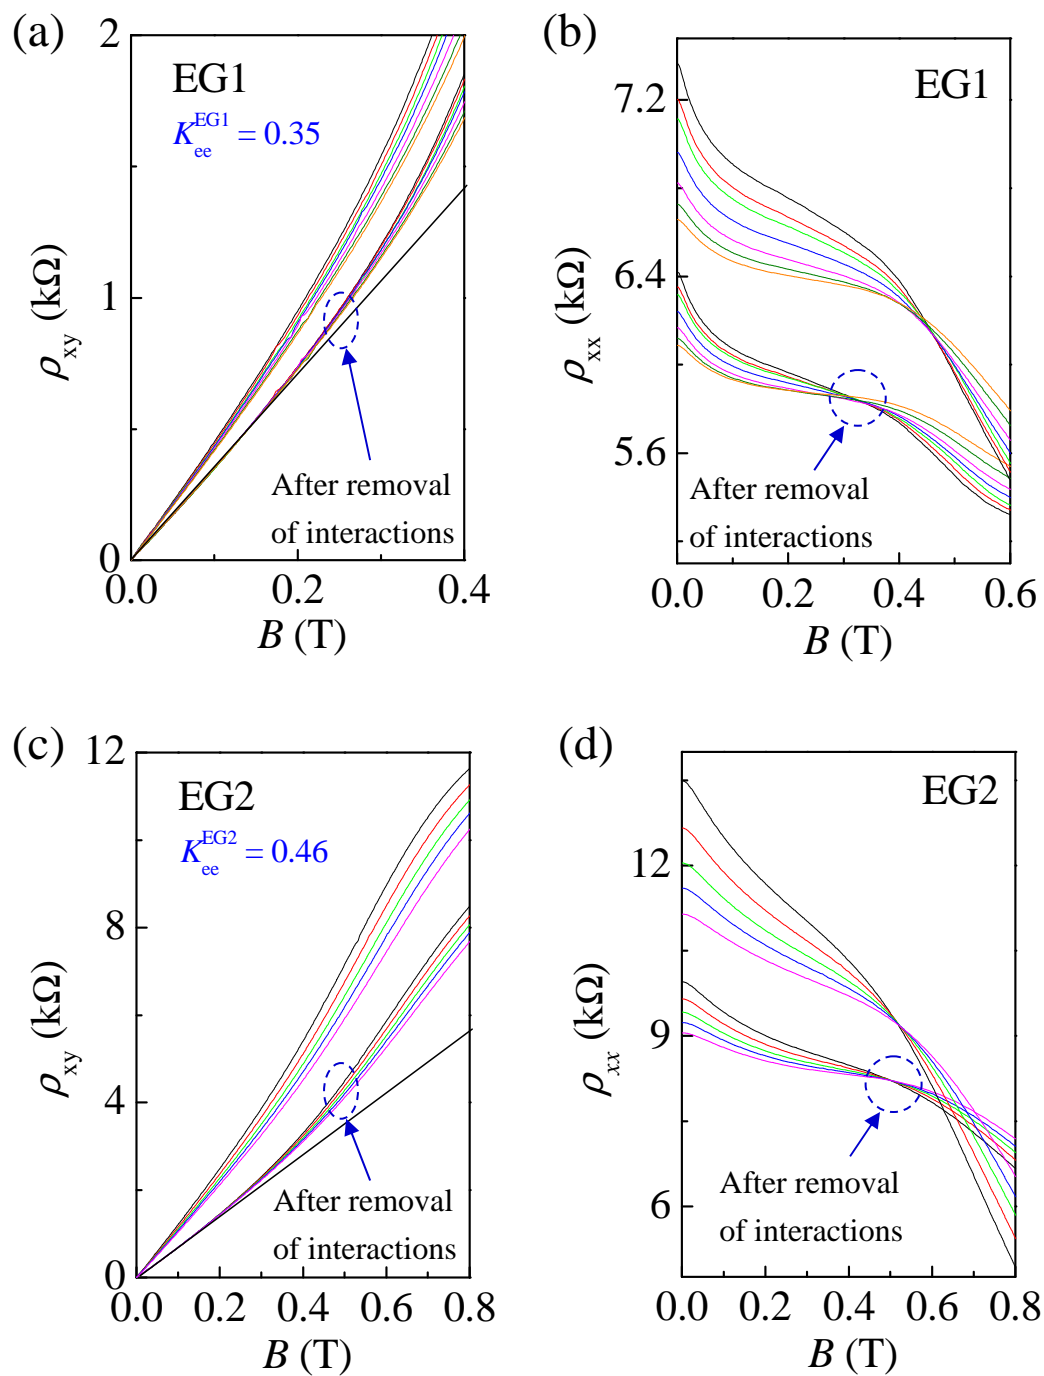 (a)
2
1
0
ρxy (kΩ)
EG1
K_ee^EG1 = 0.35
After removal
of interactions
0.0 0.2 0.4
B (T)
(b)
7.2
6.4
5.6
ρxx (kΩ)
EG1
After removal
of interactions
0.0 0.2 0.4 0.6
B (T)
(c)
12
8
4
0
ρxy (kΩ)
EG2
K_ee^EG2 = 0.46
After removal
of interactions
0.0 0.2 0.4 0.6 0.8
B (T)
(d)
12
9
6
ρxx (kΩ)
EG2
After removal
of interactions
0.0 0.2 0.4 0.6 0.8
B (T)